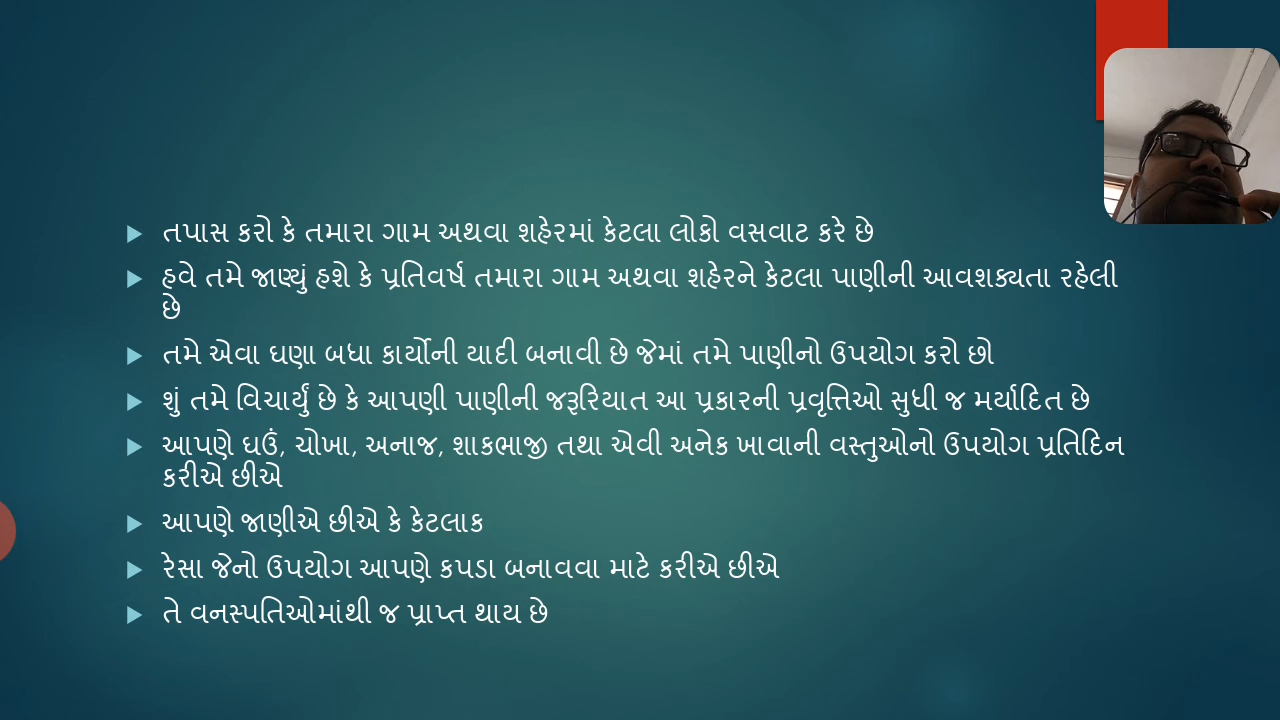 તપાસ કરો કે તમારા ગામ અથવા શહેરમાં કેટલા લોકો વસવાટ કરે છે
હવે તમે જાણ્યું હશે કે પ્રતિવર્ષ તમારા ગામ અથવા શહેરને કેટલા પાણીની આવશક્યતા રહેલી
છે
તમે એવા ઘણા બધા કાર્યોની યાદી બનાવી છે જેમાં તમે પાણીનો ઉપયોગ કરો છો
શું તમે વિચાર્યું છે કે આપણી પાણીની જરૂરિયાત આ પ્રકારની પ્રવૃત્તિઓ સુધી જ મર્યાદિત છે
આપણે ઘઉં, ચોખા, અનાજ, શાકભાજી તથા એવી અનેક ખાવાની વસ્તુઓનો ઉપયોગ પ્રતિદિન
કરીએ છીએ
આપણે જાણીએ છીએ કે કેટલાક
રેસા જેનો ઉપયોગ આપણે કપડા બનાવવા માટે કરીએ છીએ
તે વનસ્પતિઓમાંથી જ પ્રાપ્ત થાય છે